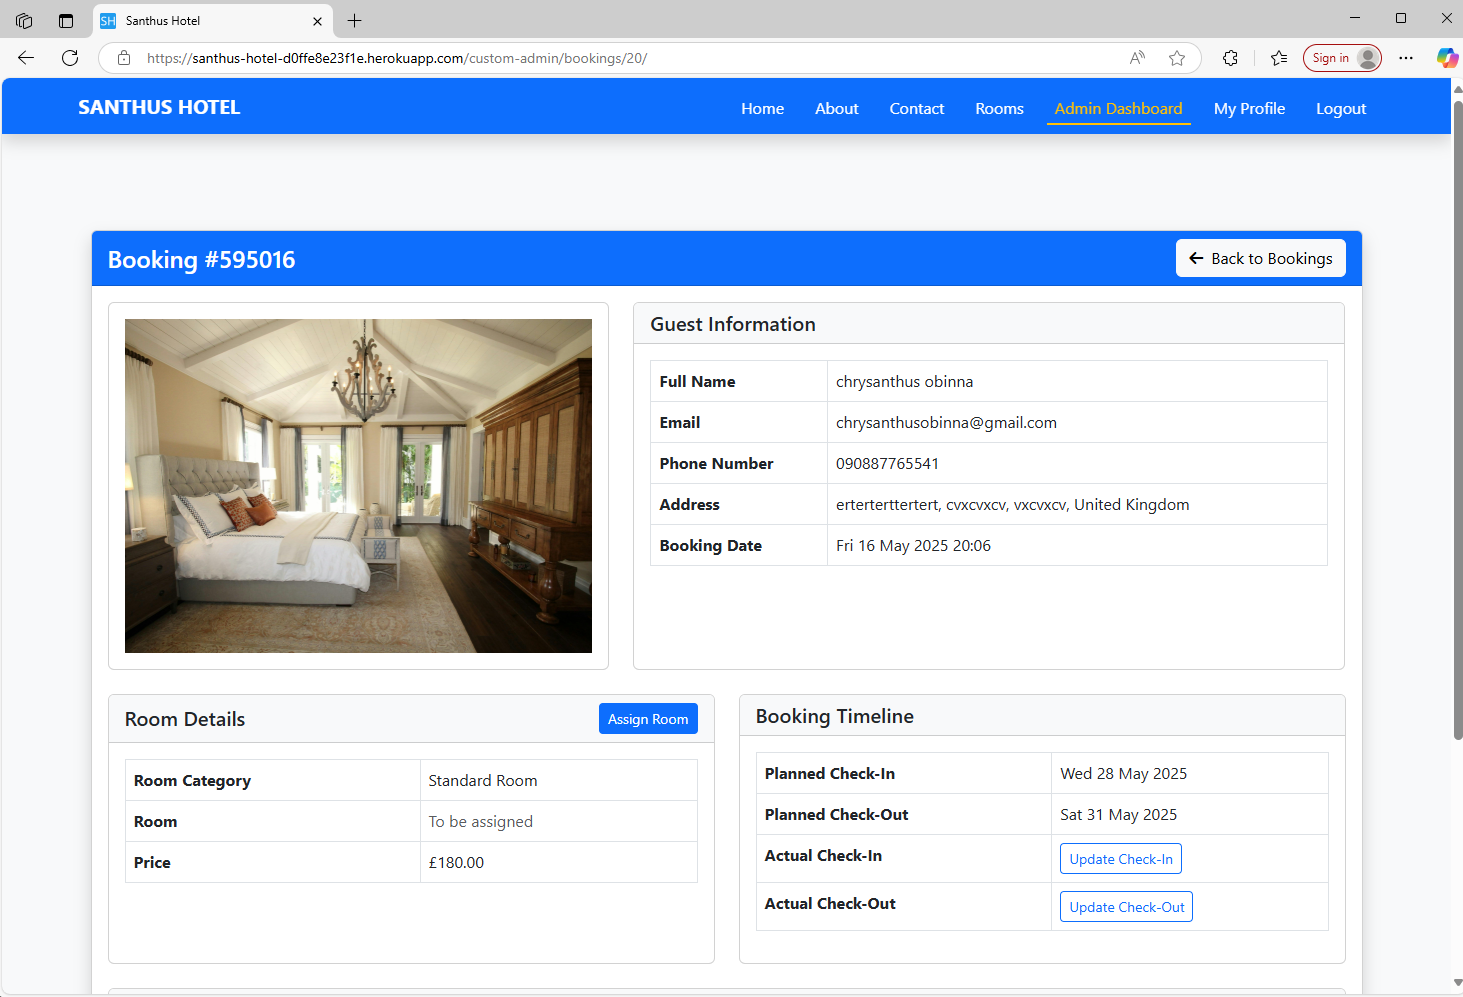 SH Santhus Hotel
https://santhus-hotel-d0ffe8e23f1e.herokuapp.com/custom-admin/bookings/20/
Sign in
SANTHUS HOTEL
Home About Contact Rooms Admin Dashboard My Profile Logout
Booking #595016
Back to Bookings
Guest Information
Full Name chrysanthus obinna
Email chrysanthusobinna@gmail.com
Phone Number 090887765541
Address erterterttertert, cvxcvxcv, vxcvxcv, United Kingdom
Booking Date Fri 16 May 2025 20:06
Room Details
Assign Room
Room Category Standard Room
Room To be assigned
Price £180.00
Booking Timeline
Planned Check-In Wed 28 May 2025
Planned Check-Out Sat 31 May 2025
Actual Check-In Update Check-In
Actual Check-Out Update Check-Out